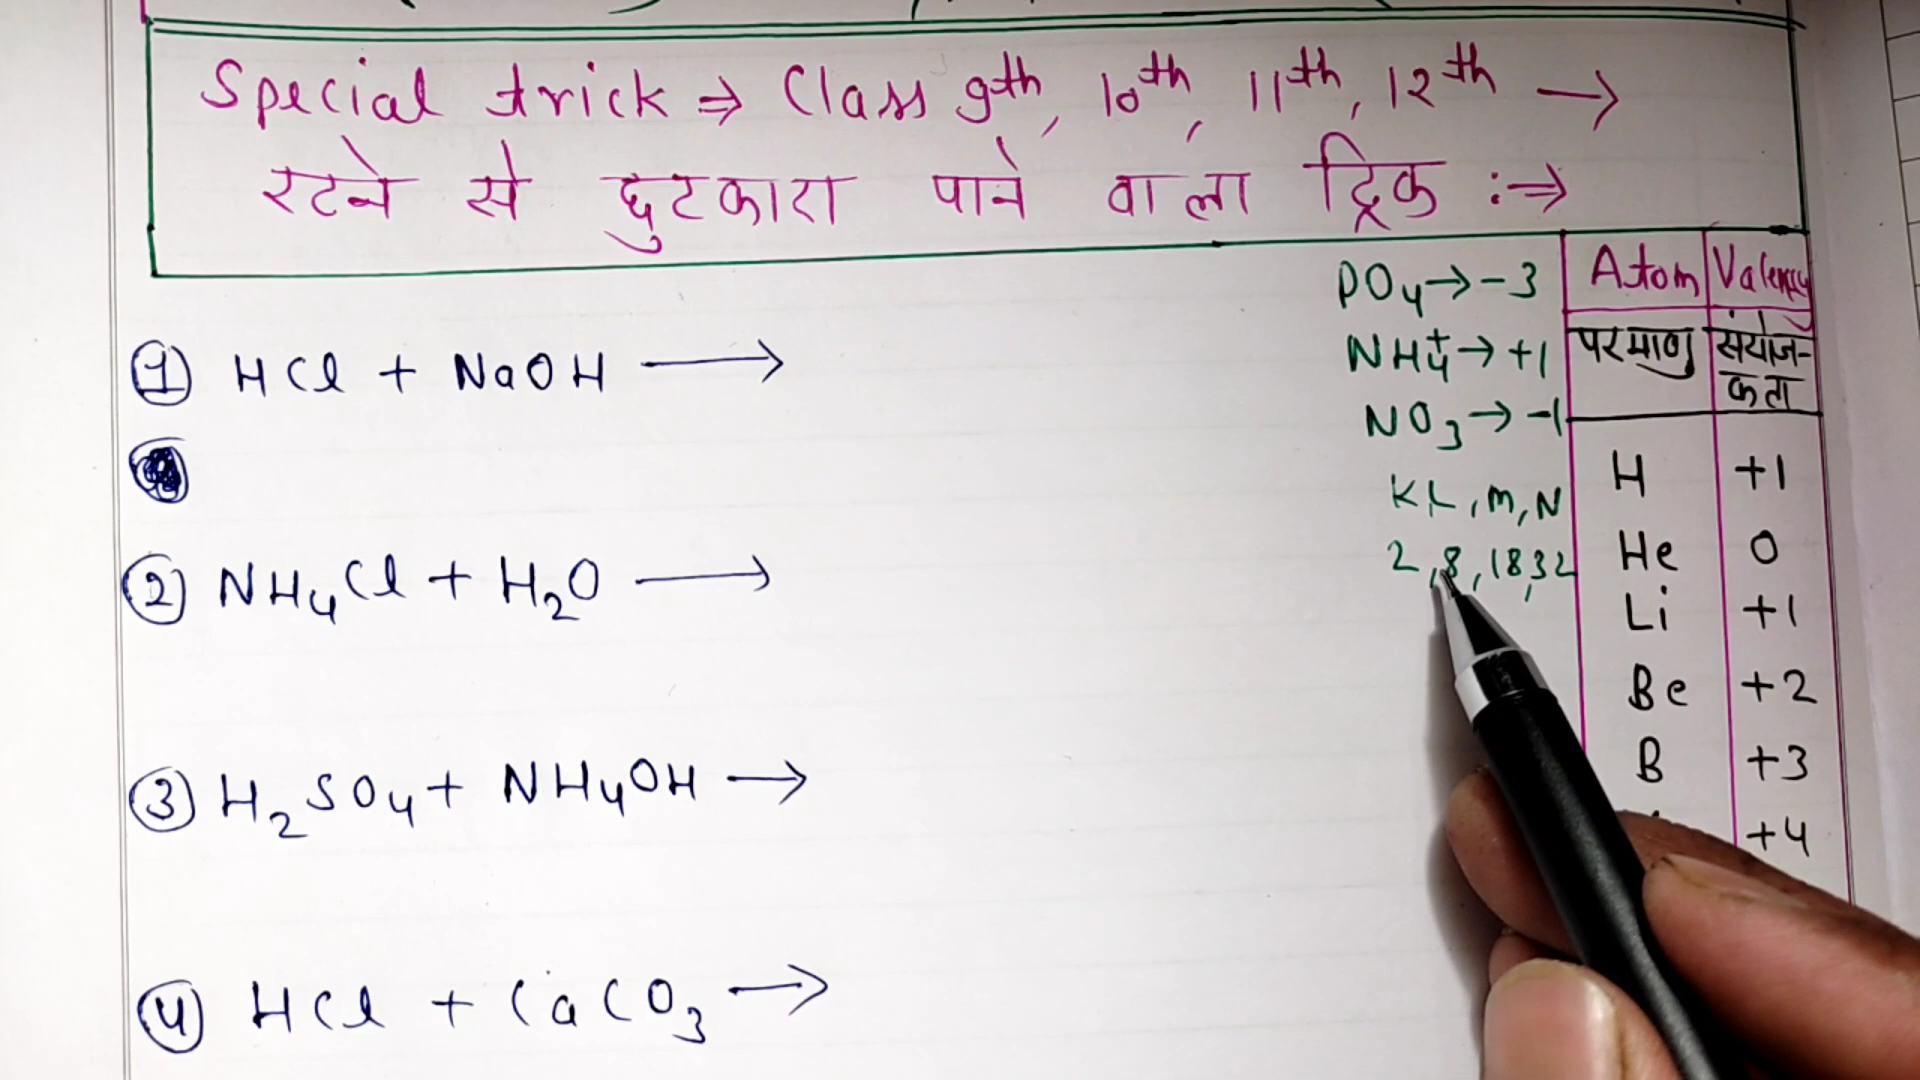 Special trick ⇒ Class 9th, 10th, 11th, 12th →
रटने से छुटकारा पाने वाला ट्रिक :⇒
① HCl + NaOH →
② NH₄Cl + H₂O →
③ H₂SO₄ + NH₄OH →
④ HCl + CaCO₃ →
PO₄ → -3
NH₄⁺ → +1
NO₃ → -1
K, L, M, N
2, 8, 18, 32
Atom Valency
परमाणु संयोज-
कता
H +1
He 0
Li +1
Be +2
B +3
+4